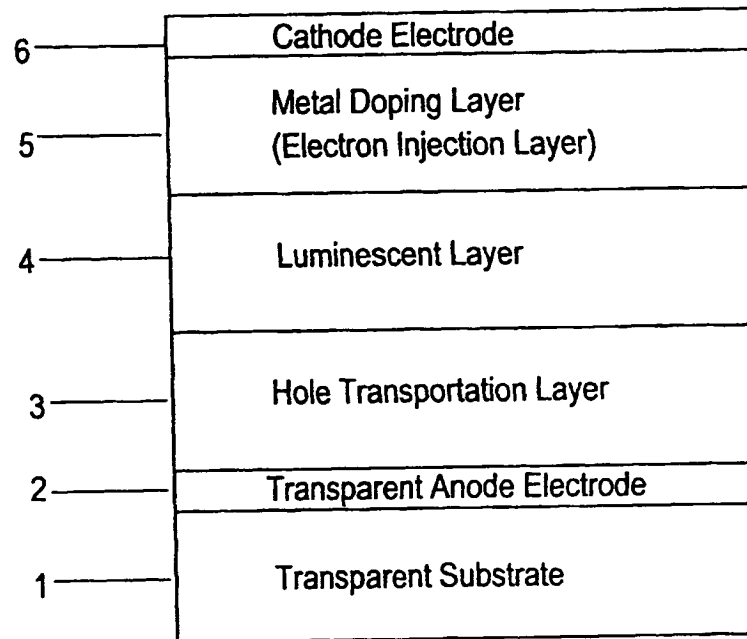 6 Cathode Electrode
5 Metal Doping Layer
(Electron Injection Layer)
4 Luminescent Layer
3 Hole Transportation Layer
2 Transparent Anode Electrode
1 Transparent Substrate